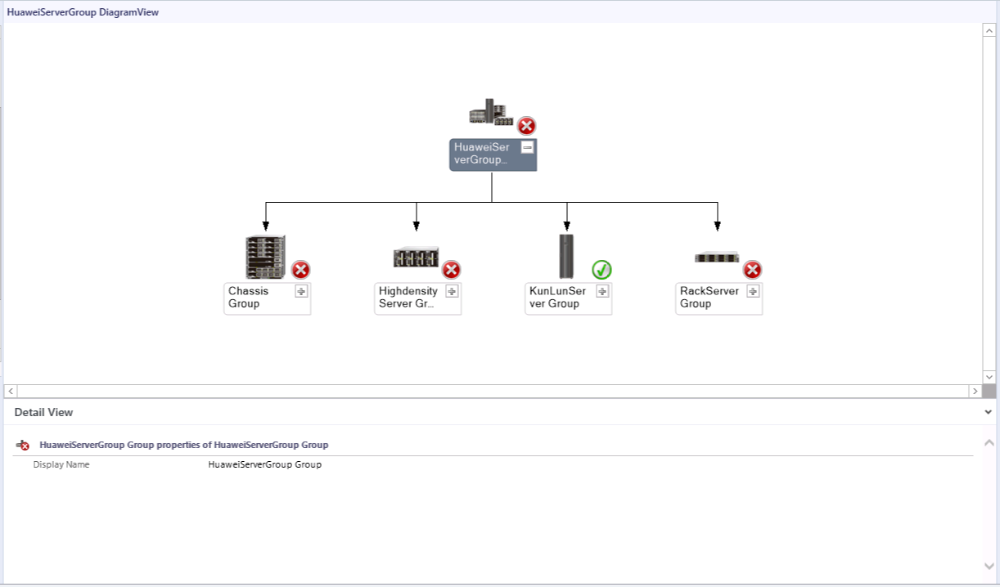 HuaweiServerGroup DiagramView
HuaweiSer
verGroup...
Chassis
Group
Highdensity
Server Gr...
KunLunSer
ver Group
RackServer
Group
Detail View
HuaweiServerGroup Group properties of HuaweiServerGroup Group
Display Name HuaweiServerGroup Group